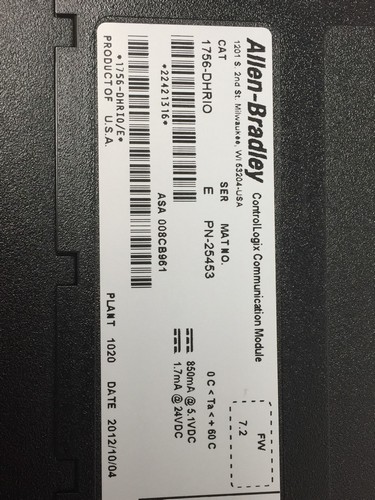 Allen-Bradley ControlLogix Communication Module
1201 S. 2nd St. Milwaukee, WI 53204-USA
CAT SER MAT NO.
1756-DHRIO E PN-25453
FW
7.2
0 C < Ta < + 60 C
850mA @ 5.1VDC
1.7mA @ 24VDC
*22421316*
ASA 008CB961
*1756-DHRIO/E*
PRODUCT OF U.S.A.
PLANT 1020 DATE 2012/10/04